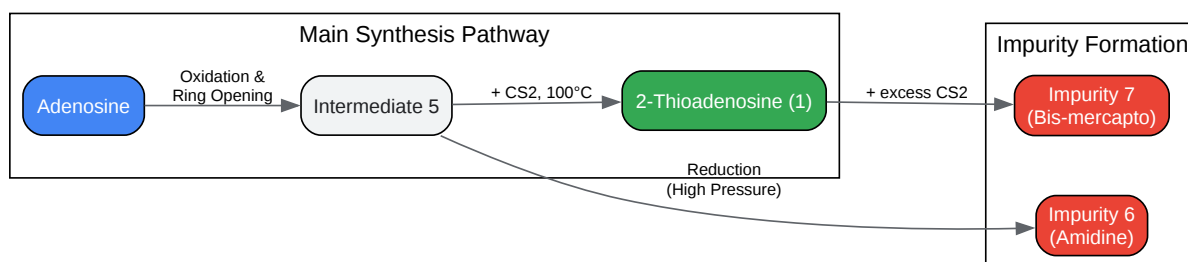 Main Synthesis Pathway
Impurity Formation
Adenosine
Oxidation &
Ring Opening
Intermediate 5
+ CS2, 100°C
2-Thioadenosine (1)
+ excess CS2
Impurity 7
(Bis-mercapto)
Reduction
(High Pressure)
Impurity 6
(Amidine)